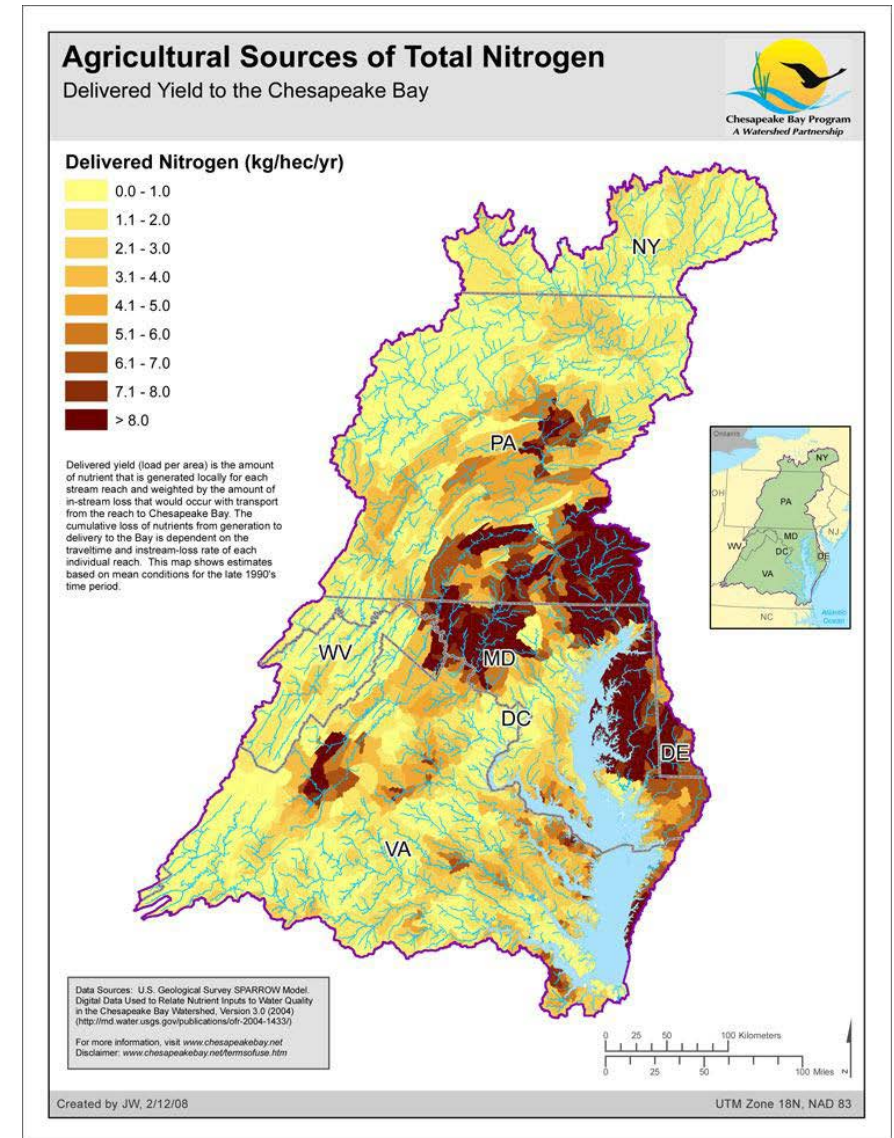 Agricultural Sources of Total Nitrogen
Delivered Yield to the Chesapeake Bay
Chesapeake Bay Program
A Watershed Partnership
Delivered Nitrogen (kg/hec/yr)
0.0 - 1.0
1.1 - 2.0
2.1 - 3.0
3.1 - 4.0
4.1 - 5.0
5.1 - 6.0
6.1 - 7.0
7.1 - 8.0
> 8.0
Delivered yield (load per area) is the amount
of nutrient that is generated locally for each
stream reach and weighted by the amount of
in-stream loss that would occur with transport
from the reach to Chesapeake Bay. The
cumulative loss of nutrients from generation to
delivery to the Bay is dependent on the
traveltime and instream-loss rate of each
individual reach. This map shows estimates
based on mean conditions for the late 1990's
time period.
NY
PA
WV
MD
DC
DE
VA
Ontario
NY
OH
PA
NJ
MD
WV
DC
DE
VA
NC
Atlantic
Ocean
Data Sources: U.S. Geological Survey SPARROW Model.
Digital Data Used to Relate Nutrient Inputs to Water Quality
in the Chesapeake Bay Watershed, Version 3.0 (2004)
(http://md.water.usgs.gov/publications/ofr-2004-1433/)
For more information, visit www.chesapeakebay.net
Disclaimer: www.chesapeakebay.net/termsofuse.htm
0 25 50 100 Kilometers
0 25 50 100 Miles
N
Created by JW, 2/12/08
UTM Zone 18N, NAD 83